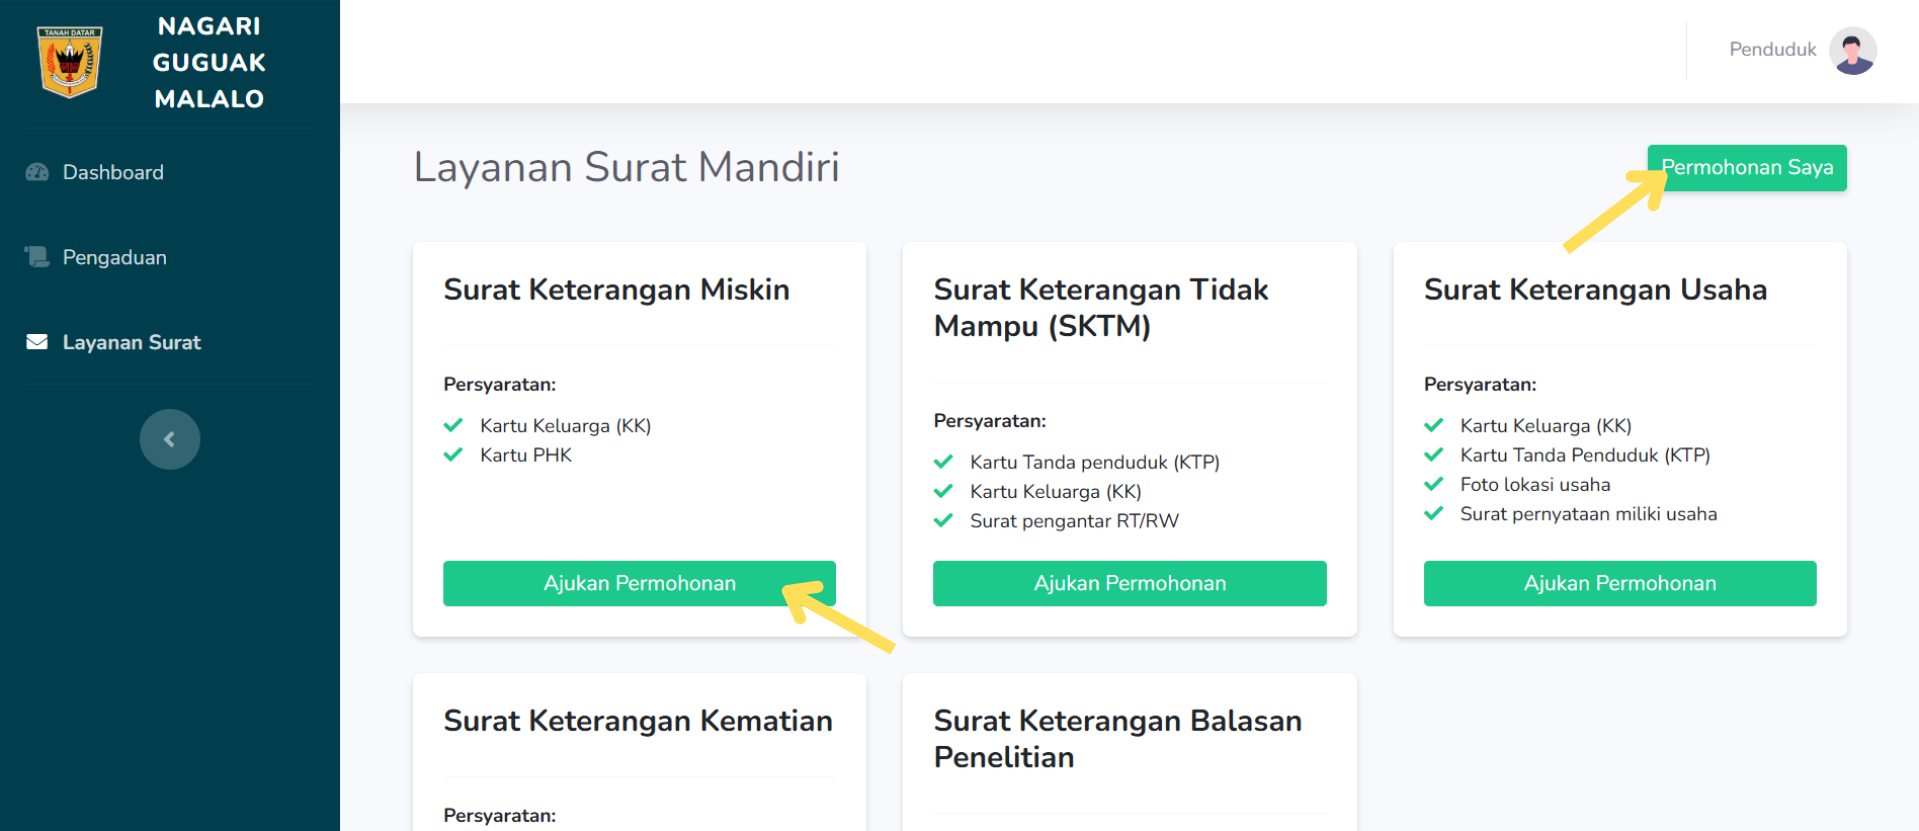 TANAH DATAR
NAGARI
GUGUAK
MALALO
Dashboard
Pengaduan
Layanan Surat
Penduduk
Layanan Surat Mandiri
Permohonan Saya
Surat Keterangan Miskin
Persyaratan:
Kartu Keluarga (KK)
Kartu PHK
Ajukan Permohonan
Surat Keterangan Tidak
Mampu (SKTM)
Persyaratan:
Kartu Tanda penduduk (KTP)
Kartu Keluarga (KK)
Surat pengantar RT/RW
Ajukan Permohonan
Surat Keterangan Usaha
Persyaratan:
Kartu Keluarga (KK)
Kartu Tanda Penduduk (KTP)
Foto lokasi usaha
Surat pernyataan miliki usaha
Ajukan Permohonan
Surat Keterangan Kematian
Persyaratan:
Surat Keterangan Balasan
Penelitian